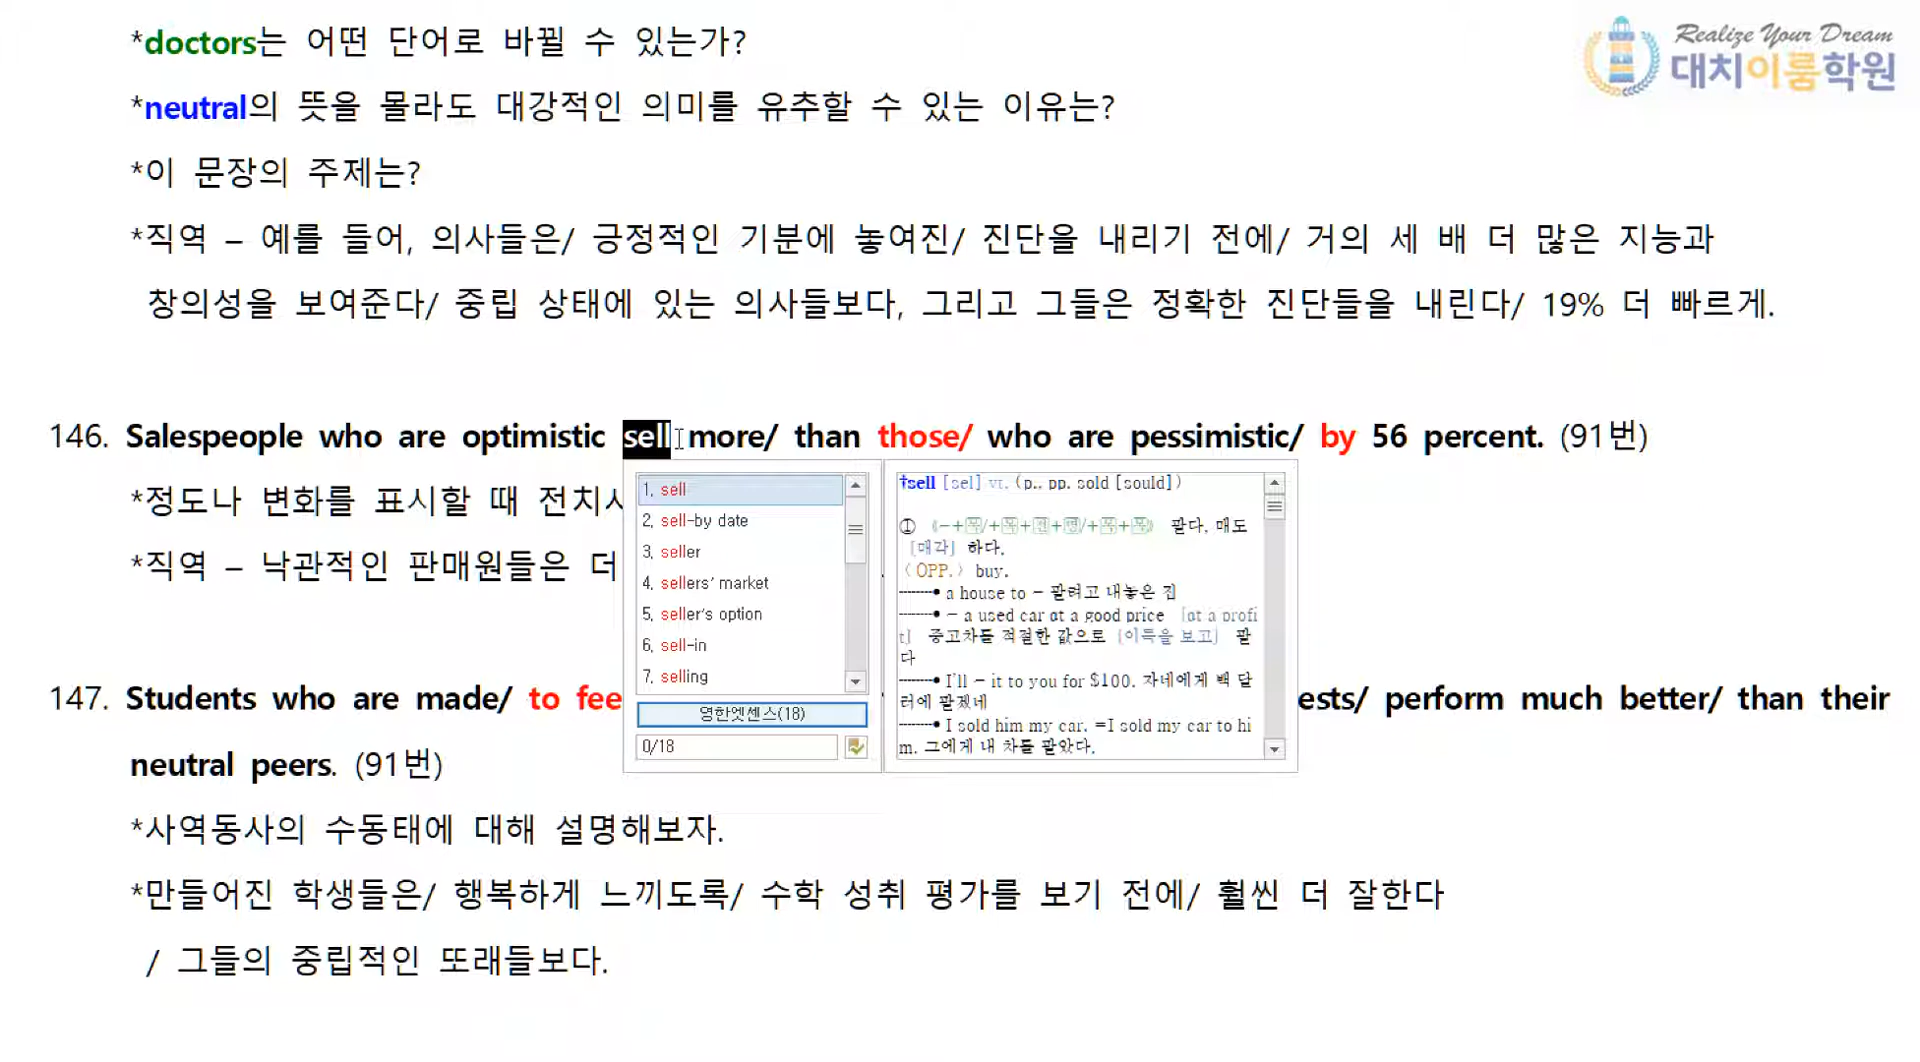 *doctors는 어떤 단어로 바뀔 수 있는가?
Realize Your Dream
대치이룸학원
*neutral의 뜻을 몰라도 대강적인 의미를 유추할 수 있는 이유는?
*이 문장의 주제는?
*직역 – 예를 들어, 의사들은/ 긍정적인 기분에 놓여진/ 진단을 내리기 전에/ 거의 세 배 더 많은 지능과
창의성을 보여준다/ 중립 상태에 있는 의사들보다, 그리고 그들은 정확한 진단들을 내린다/ 19% 더 빠르게.
146. Salespeople who are optimistic sell more/ than those/ who are pessimistic/ by 56 percent. (91번)
*정도나 변화를 표시할 때 전치사
*직역 – 낙관적인 판매원들은 더
1, sell
2, sell-by date
3, seller
4, sellers' market
5, seller's option
6, sell-in
7, selling
영한엣센스(18)
0/18
†sell [sel] vt. (p., pp. sold [sould])
① 팔다, 매도
[매각] 하다.
〈OPP.〉 buy.
• a house to – 팔려고 내놓은 집
• – a used car at a good price [at a profi
t] 중고차를 적절한 값으로 [이득을 보고] 팔
다
• I'll – it to you for $100. 자네에게 백 달
러에 팔겠네
• I sold him my car. =I sold my car to hi
m. 그에게 내 차를 팔았다.
147. Students who are made/ to fee ests/ perform much better/ than their
neutral peers. (91번)
*사역동사의 수동태에 대해 설명해보자.
*만들어진 학생들은/ 행복하게 느끼도록/ 수학 성취 평가를 보기 전에/ 훨씬 더 잘한다
/ 그들의 중립적인 또래들보다.